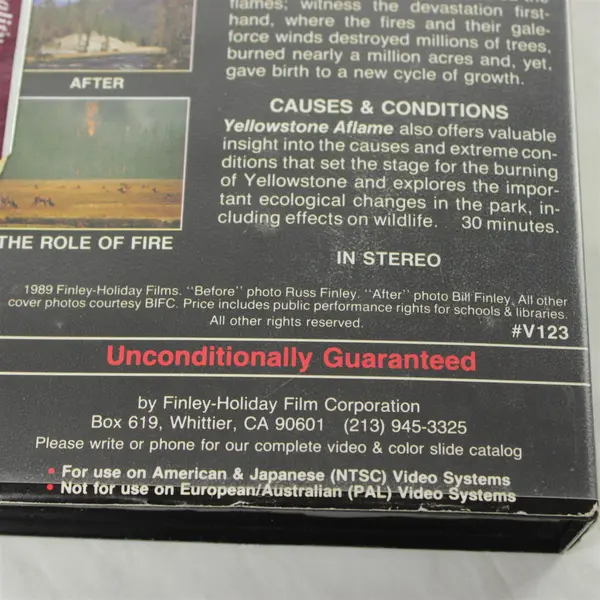 flames; witness the devastation first-
hand, where the fires and their gale-
force winds destroyed millions of trees,
burned nearly a million acres and, yet,
gave birth to a new cycle of growth.
AFTER
CAUSES & CONDITIONS
Yellowstone Aflame also offers valuable
insight into the causes and extreme con-
ditions that set the stage for the burning
of Yellowstone and explores the impor-
tant ecological changes in the park, in-
cluding effects on wildlife. 30 minutes.
THE ROLE OF FIRE
IN STEREO
1989 Finley-Holiday Films. "Before" photo Russ Finley. "After" photo Bill Finley. All other
cover photos courtesy BIFC. Price includes public performance rights for schools & libraries.
All other rights reserved.
#V123
Unconditionally Guaranteed
by Finley-Holiday Film Corporation
Box 619, Whittier, CA 90601 (213) 945-3325
Please write or phone for our complete video & color slide catalog
• For use on American & Japanese (NTSC) Video Systems
• Not for use on European/Australian (PAL) Video Systems